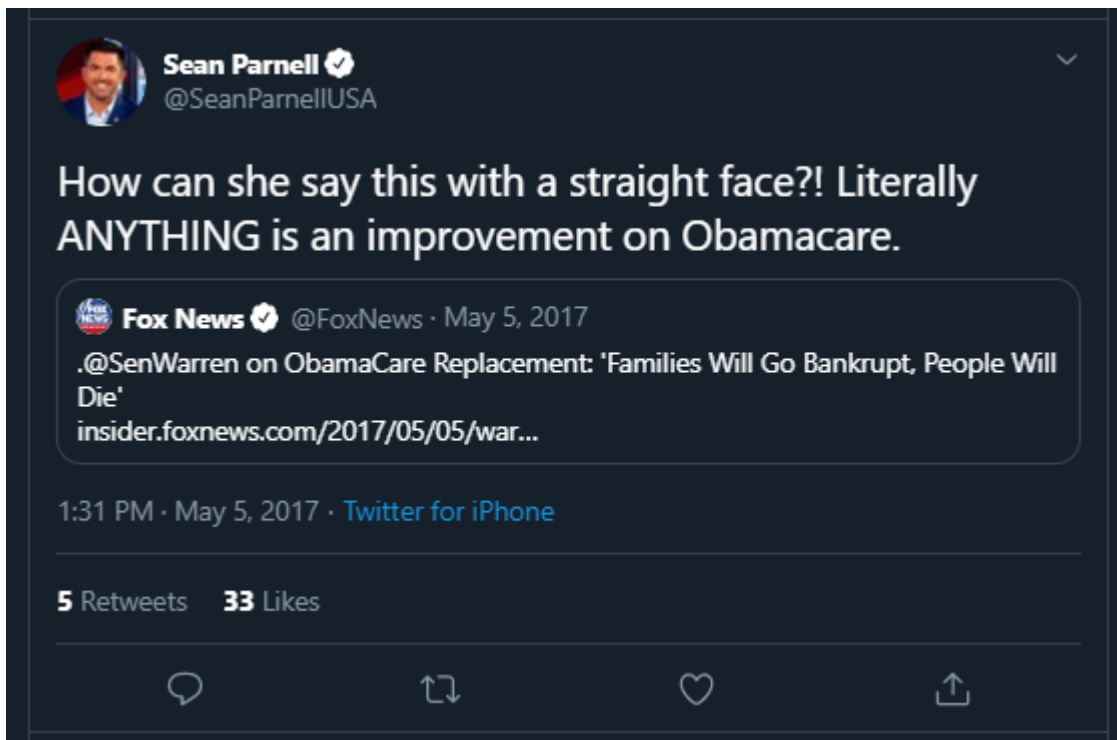 Sean Parnell
@SeanParnellUSA
How can she say this with a straight face?! Literally
ANYTHING is an improvement on Obamacare.
FOX
NEWS
Fox News @FoxNews · May 5, 2017
.@SenWarren on ObamaCare Replacement: 'Families Will Go Bankrupt, People Will
Die'
insider.foxnews.com/2017/05/05/war...
1:31 PM · May 5, 2017 · Twitter for iPhone
5 Retweets 33 Likes